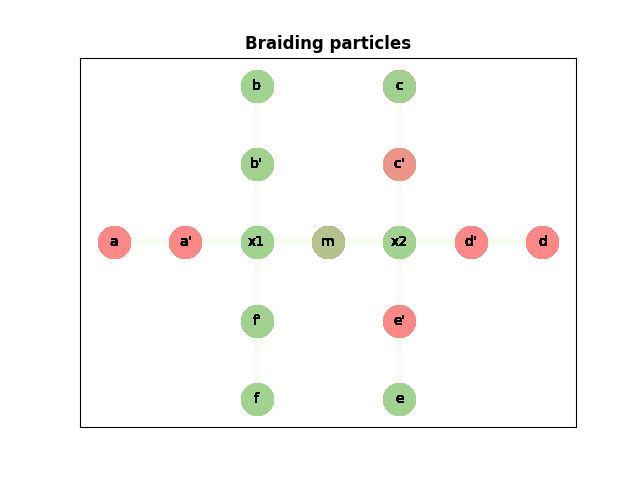 Braiding particles
b c
b' c'
a a' x1 m x2 d' d
f' e'
f e